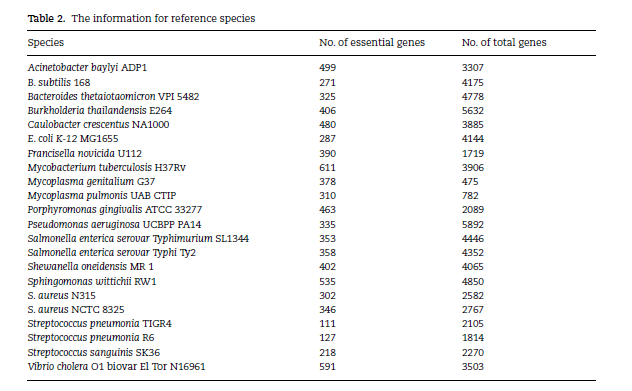 Table 2. The information for reference species
Species No. of essential genes No. of total genes
Acinetobacter baylyi ADP1 499 3307
B. subtilis 168 271 4175
Bacteroides thetaiotaomicron VPI 5482 325 4778
Burkholderia thailandensis E264 406 5632
Caulobacter crescentus NA1000 480 3885
E. coli K-12 MG1655 287 4144
Francisella novicida U112 390 1719
Mycobacterium tuberculosis H37Rv 611 3906
Mycoplasma genitalium G37 378 475
Mycoplasma pulmonis UAB CTIP 310 782
Porphyromonas gingivalis ATCC 33277 463 2089
Pseudomonas aeruginosa UCBPP PA14 335 5892
Salmonella enterica serovar Typhimurium SL1344 353 4446
Salmonella enterica serovar Typhi Ty2 358 4352
Shewanella oneidensis MR 1 402 4065
Sphingomonas wittichii RW1 535 4850
S. aureus N315 302 2582
S. aureus NCTC 8325 346 2767
Streptococcus pneumonia TIGR4 111 2105
Streptococcus pneumonia R6 127 1814
Streptococcus sanguinis SK36 218 2270
Vibrio cholera O1 biovar El Tor N16961 591 3503